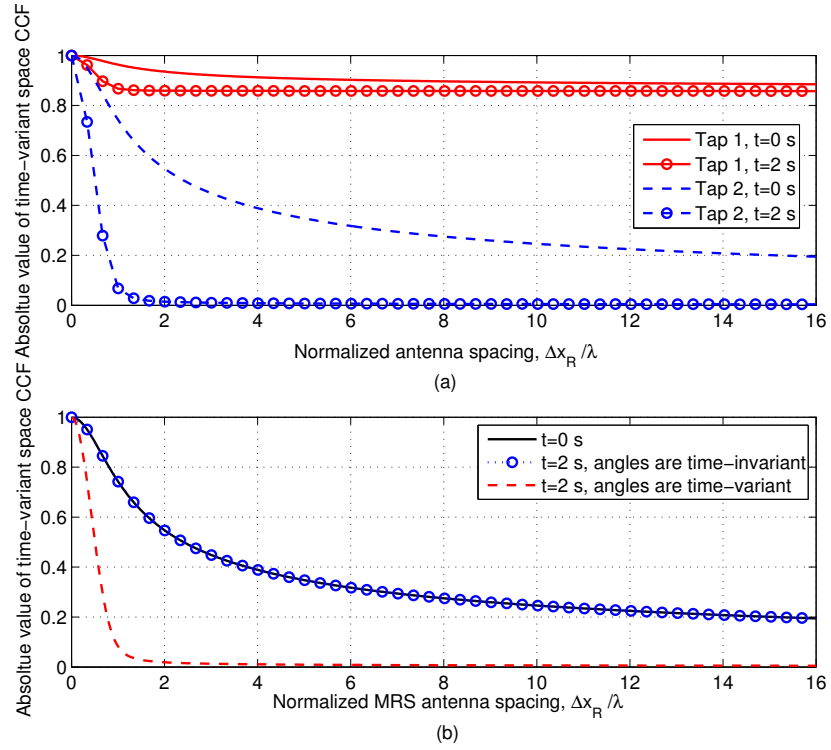 Absoltue value of time-variant space CCF
1
0.8
0.6
0.4
0.2
0
0 2 4 6 8 10 12 14 16
Tap 1, t=0 s
Tap 1, t=2 s
Tap 2, t=0 s
Tap 2, t=2 s
Normalized antenna spacing, Δx_R /λ
(a)
Absoltue value of time-variant space CCF
1
0.8
0.6
0.4
0.2
0
0 2 4 6 8 10 12 14 16
t=0 s
t=2 s, angles are time-invariant
t=2 s, angles are time-variant
Normalized MRS antenna spacing, Δx_R /λ
(b)